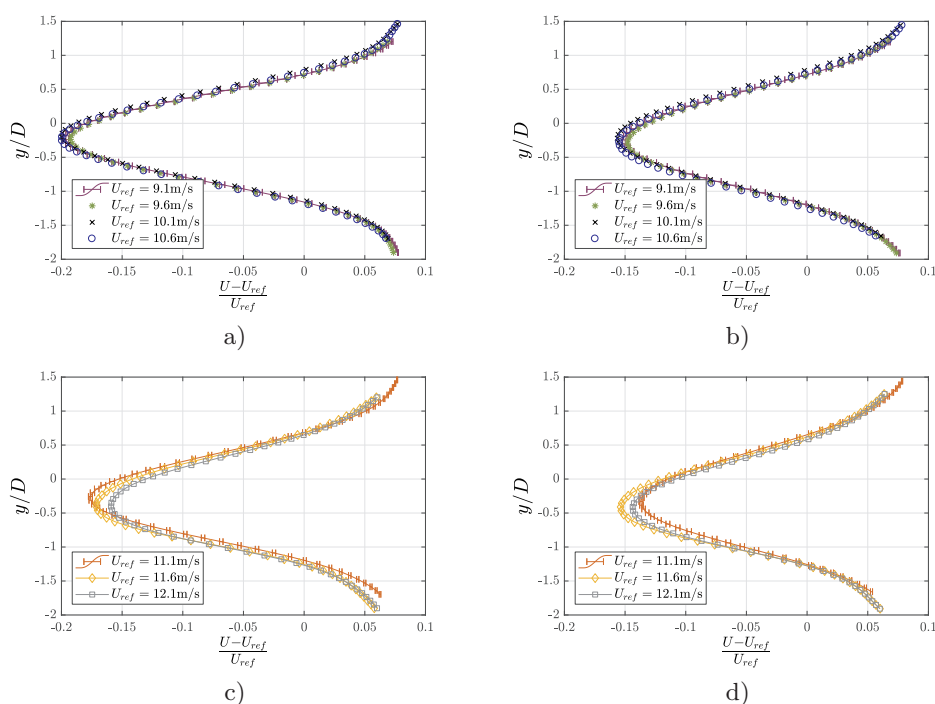 1.5
1
0.5
0
-0.5
-1
-1.5
-2
y/D
U_ref = 9.1m/s
U_ref = 9.6m/s
U_ref = 10.1m/s
U_ref = 10.6m/s
-0.2 -0.15 -0.1 -0.05 0 0.05 0.1
U−U_ref
U_ref
a)
1.5
1
0.5
0
-0.5
-1
-1.5
-2
y/D
U_ref = 9.1m/s
U_ref = 9.6m/s
U_ref = 10.1m/s
U_ref = 10.6m/s
-0.2 -0.15 -0.1 -0.05 0 0.05 0.1
U−U_ref
U_ref
b)
1.5
1
0.5
0
-0.5
-1
-1.5
-2
y/D
U_ref = 11.1m/s
U_ref = 11.6m/s
U_ref = 12.1m/s
-0.2 -0.15 -0.1 -0.05 0 0.05 0.1
U−U_ref
U_ref
c)
1.5
1
0.5
0
-0.5
-1
-1.5
-2
y/D
U_ref = 11.1m/s
U_ref = 11.6m/s
U_ref = 12.1m/s
-0.2 -0.15 -0.1 -0.05 0 0.05 0.1
U−U_ref
U_ref
d)